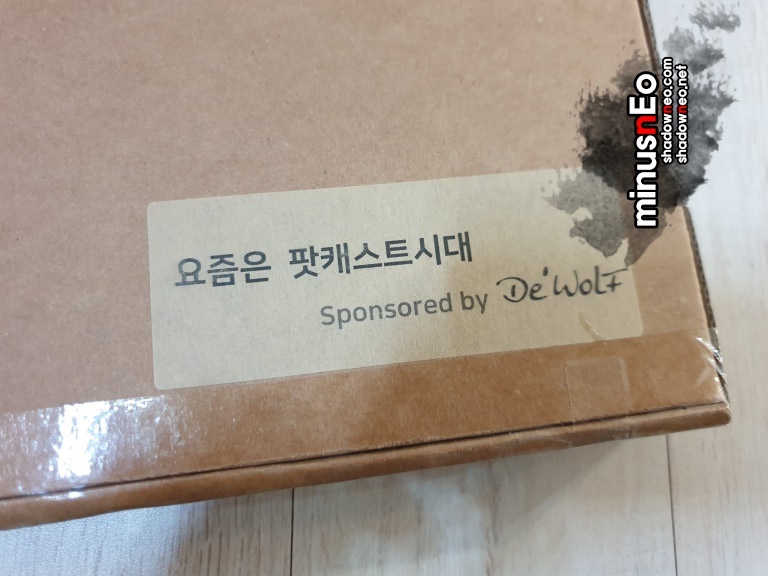 요즘은 팟캐스트시대
Sponsored by De'WoLF
minusnEo
shadowneo.com
shadowneo.net